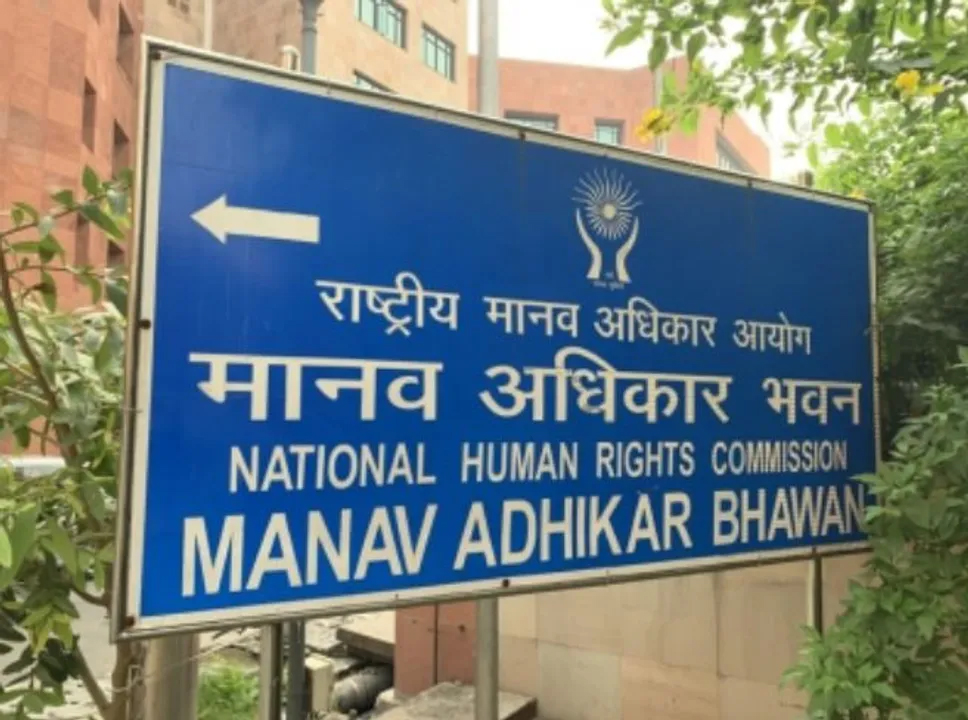 राष्ट्रीय मानव अधिकार आयोग
मानव अधिकार भवन
NATIONAL HUMAN RIGHTS COMMISSION
MANAV ADHIKAR BHAWAN